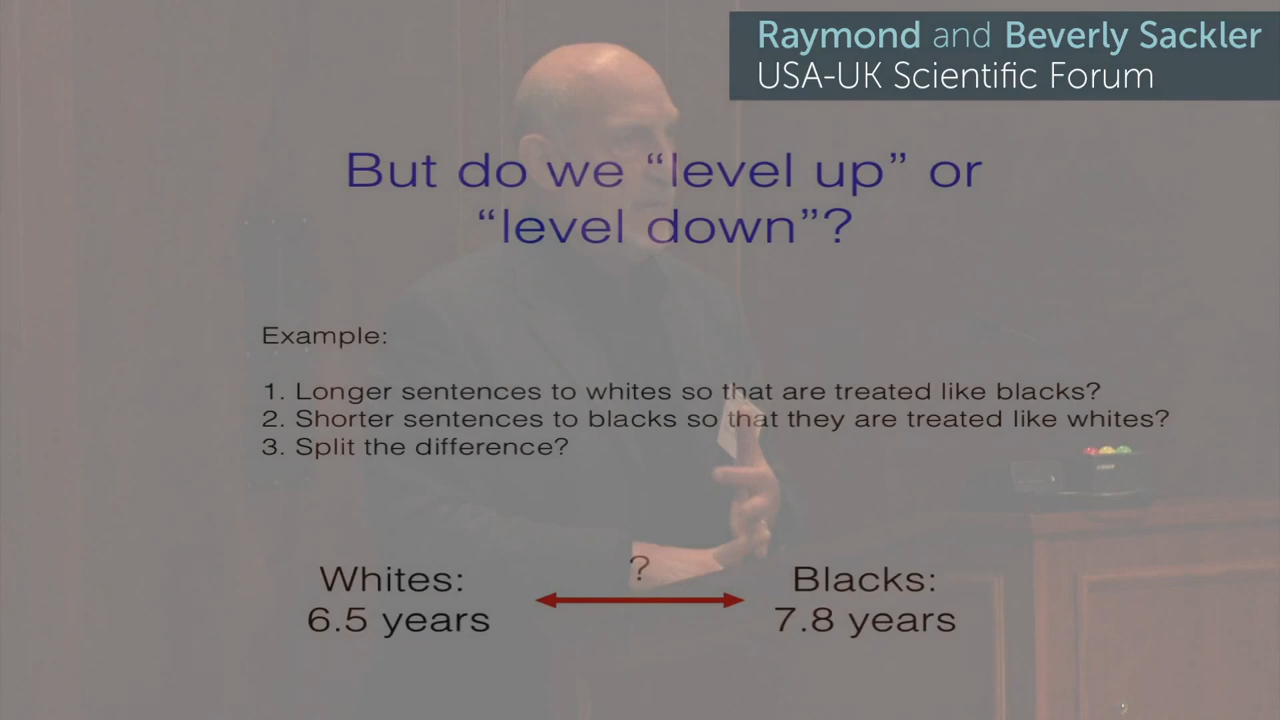 Raymond and Beverly Sackler
USA-UK Scientific Forum
But do we “level up” or
“level down”?
Example:
1. Longer sentences to whites so that are treated like blacks?
2. Shorter sentences to blacks so that they are treated like whites?
3. Split the difference?
?
Whites:
6.5 years
Blacks:
7.8 years